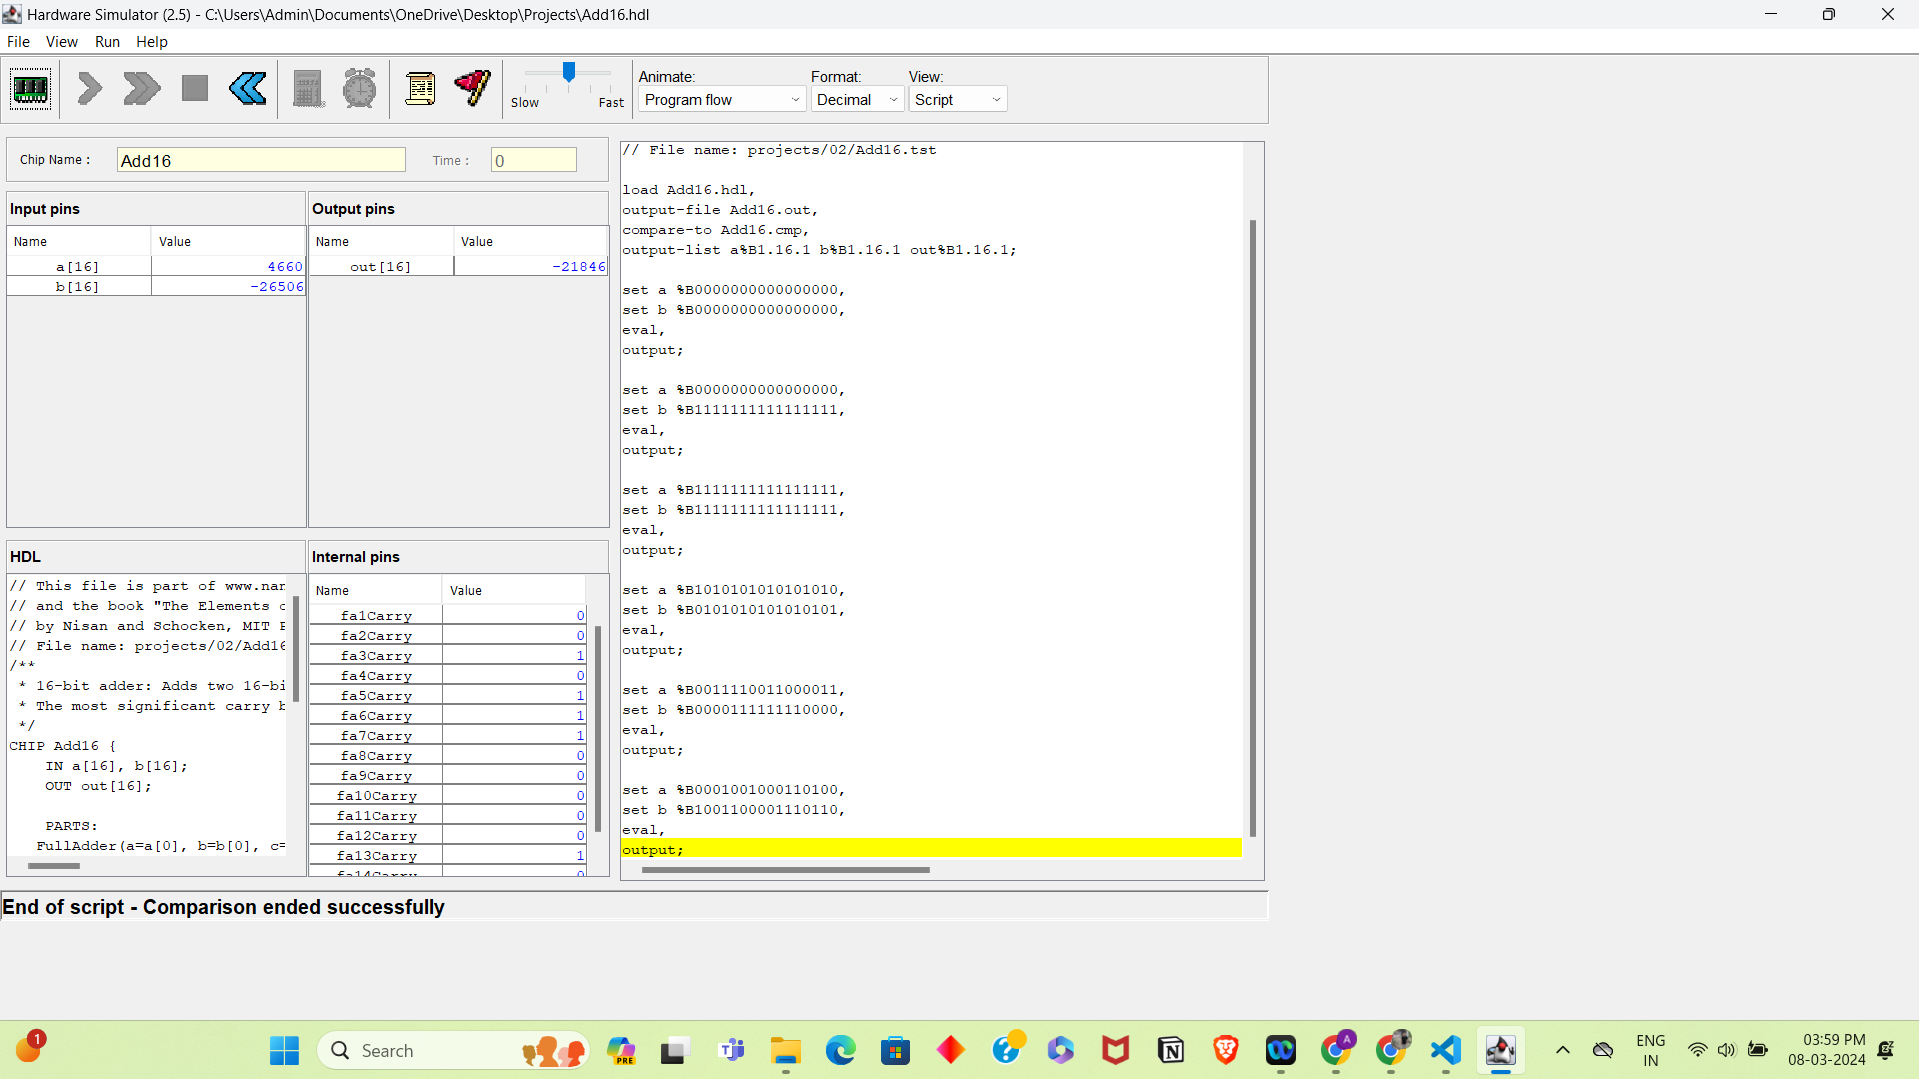 Hardware Simulator (2.5) - C:\Users\Admin\Documents\OneDrive\Desktop\Projects\Add16.hdl
File View Run Help
Slow Fast
Animate: Format: View:
Program flow Decimal Script
Chip Name : Add16 Time : 0
Input pins
Name Value
a[16] 4660
b[16] -26506
Output pins
Name Value
out[16] -21846
HDL
// This file is part of www.nan
// and the book "The Elements o
// by Nisan and Schocken, MIT P
// File name: projects/02/Add16
/**
* 16-bit adder: Adds two 16-bi
* The most significant carry b
*/
CHIP Add16 {
IN a[16], b[16];
OUT out[16];
PARTS:
FullAdder(a=a[0], b=b[0], c=
Internal pins
Name Value
fa1Carry 0
fa2Carry 0
fa3Carry 1
fa4Carry 0
fa5Carry 1
fa6Carry 1
fa7Carry 1
fa8Carry 0
fa9Carry 0
fa10Carry 0
fa11Carry 0
fa12Carry 0
fa13Carry 1
fa14Carry 0
// File name: projects/02/Add16.tst
load Add16.hdl,
output-file Add16.out,
compare-to Add16.cmp,
output-list a%B1.16.1 b%B1.16.1 out%B1.16.1;
set a %B0000000000000000,
set b %B0000000000000000,
eval,
output;
set a %B0000000000000000,
set b %B1111111111111111,
eval,
output;
set a %B1111111111111111,
set b %B1111111111111111,
eval,
output;
set a %B1010101010101010,
set b %B0101010101010101,
eval,
output;
set a %B0011110011000011,
set b %B0000111111110000,
eval,
output;
set a %B0001001000110100,
set b %B1001100001110110,
eval,
output;
End of script - Comparison ended successfully
1
Search
PRE
A
ENG
IN
03:59 PM
08-03-2024